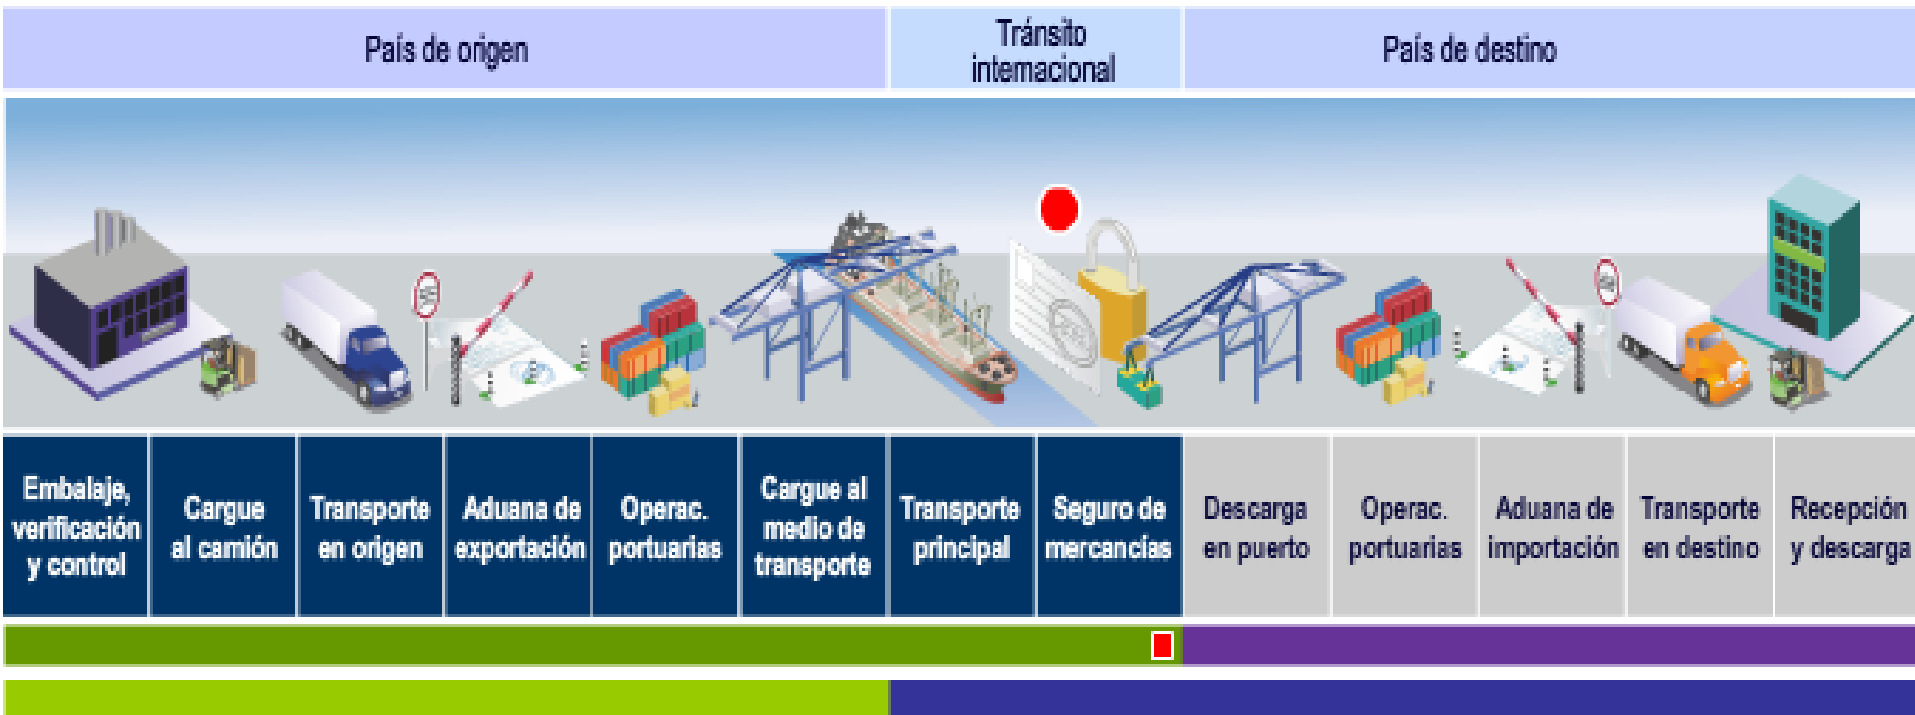 País de origen
Tránsito
internacional
País de destino
Embalaje,
verificación
y control
Cargue
al camión
Transporte
en origen
Aduana de
exportación
Operac.
portuarias
Cargue al
medio de
transporte
Transporte
principal
Seguro de
mercancías
Descarga
en puerto
Operac.
portuarias
Aduana de
importación
Transporte
en destino
Recepción
y descarga